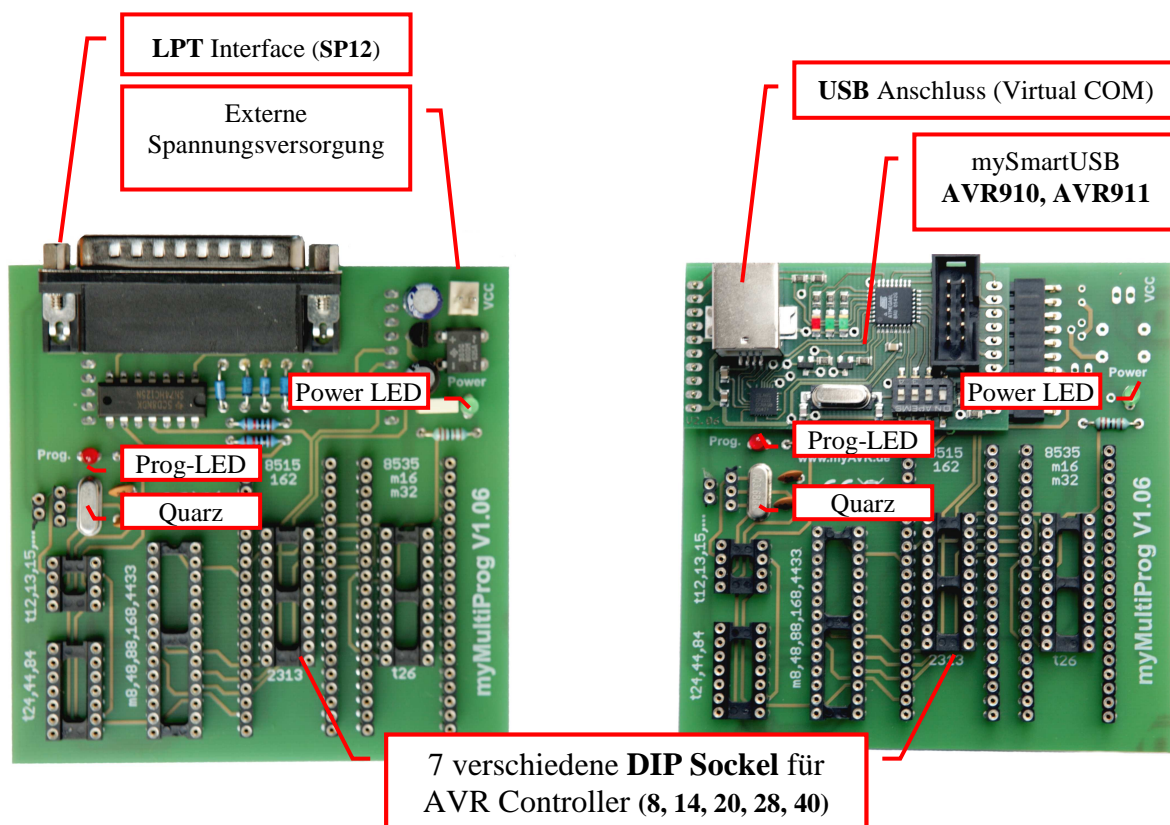 LPT Interface (SP12)
Externe
Spannungsversorgung
USB Anschluss (Virtual COM)
mySmartUSB
AVR910, AVR911
VCC
Power
Power LED
Prog.
Prog-LED
Quarz
8515
162
8535
m16
m32
t12,13,15,...
t24,44,84
m8,48,88,168,4433
2313
t26
myMultiProg V1.06
VCC
Power
Power LED
Prog.
Prog-LED
www.myAVR.de
Quarz
8515
162
8535
m16
m32
t12,13,15,...
t24,44,84
m8,48,88,168,4433
2313
t26
myMultiProg V1.06
7 verschiedene DIP Sockel für
AVR Controller (8, 14, 20, 28, 40)